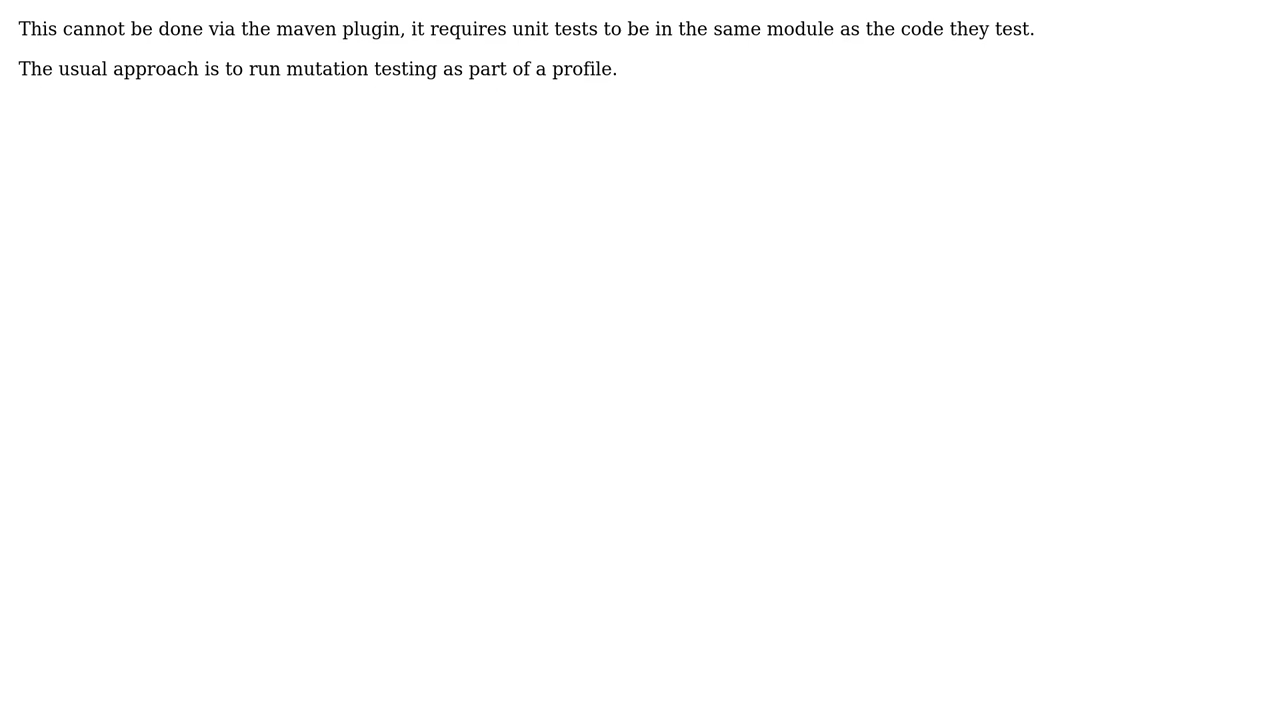 This cannot be done via the maven plugin, it requires unit tests to be in the same module as the code they test.
The usual approach is to run mutation testing as part of a profile.